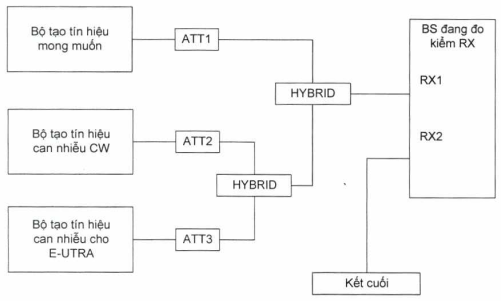 Bộ tạo tín hiệu
mong muốn
ATT1
BS đang đo
kiểm RX
HYBRID
RX1
Bộ tạo tín hiệu
can nhiễu CW
ATT2
RX2
HYBRID
Bộ tạo tín hiệu
can nhiễu cho
E-UTRA
ATT3
Kết cuối